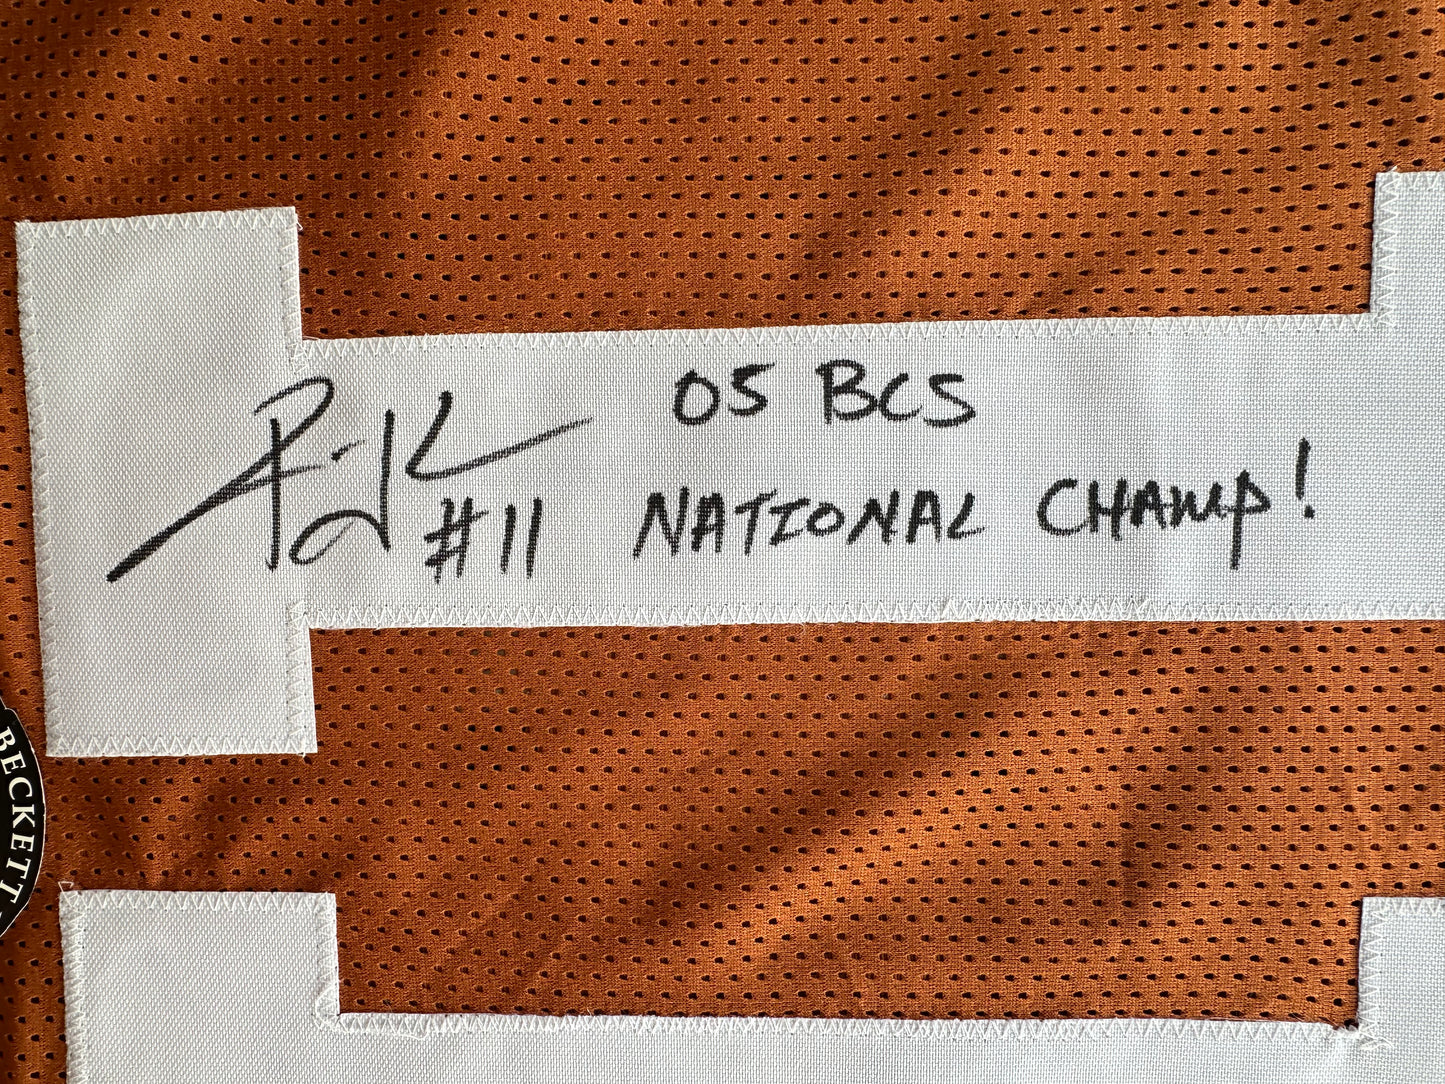 05 BCS
#11 NATIONAL CHAMP!
BECKETT